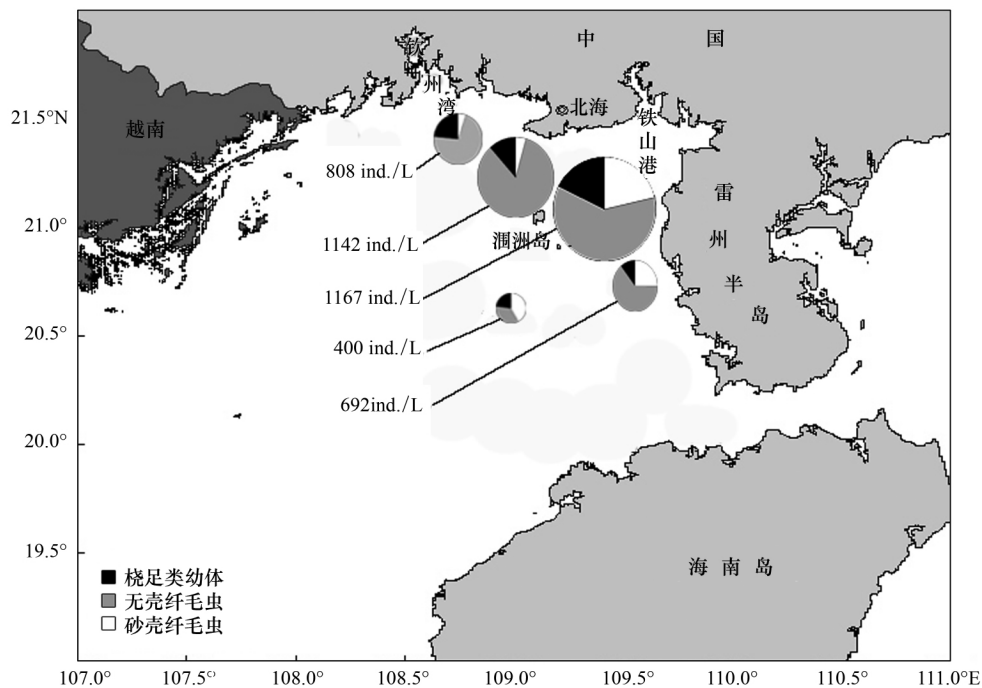 中 国
钦
州
湾
北海
21.5°N
铁
山
港
越南
808 ind./L
雷
州
半
岛
21.0°
1142 ind./L
涠洲岛
1167 ind./L
20.5°
400 ind./L
692ind./L
20.0°
19.5°
海 南 岛
桡足类幼体
无壳纤毛虫
砂壳纤毛虫
107.0° 107.5° 108.0° 108.5° 109.0° 109.5° 110.0° 110.5° 111.0°E